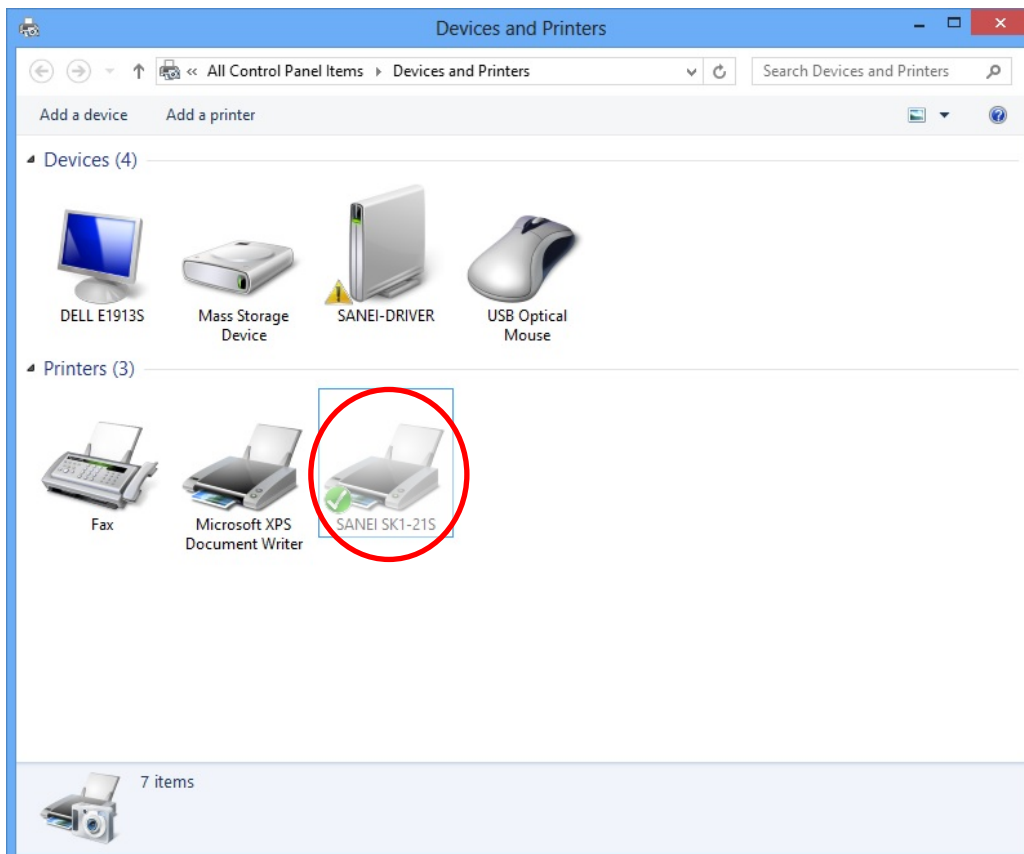 Devices and Printers
« All Control Panel Items Devices and Printers
Search Devices and Printers
Add a device Add a printer
Devices (4)
DELL E1913S
Mass Storage
Device
SANEI-DRIVER
USB Optical
Mouse
Printers (3)
Fax
Microsoft XPS
Document Writer
SANEI SK1-21S
7 items